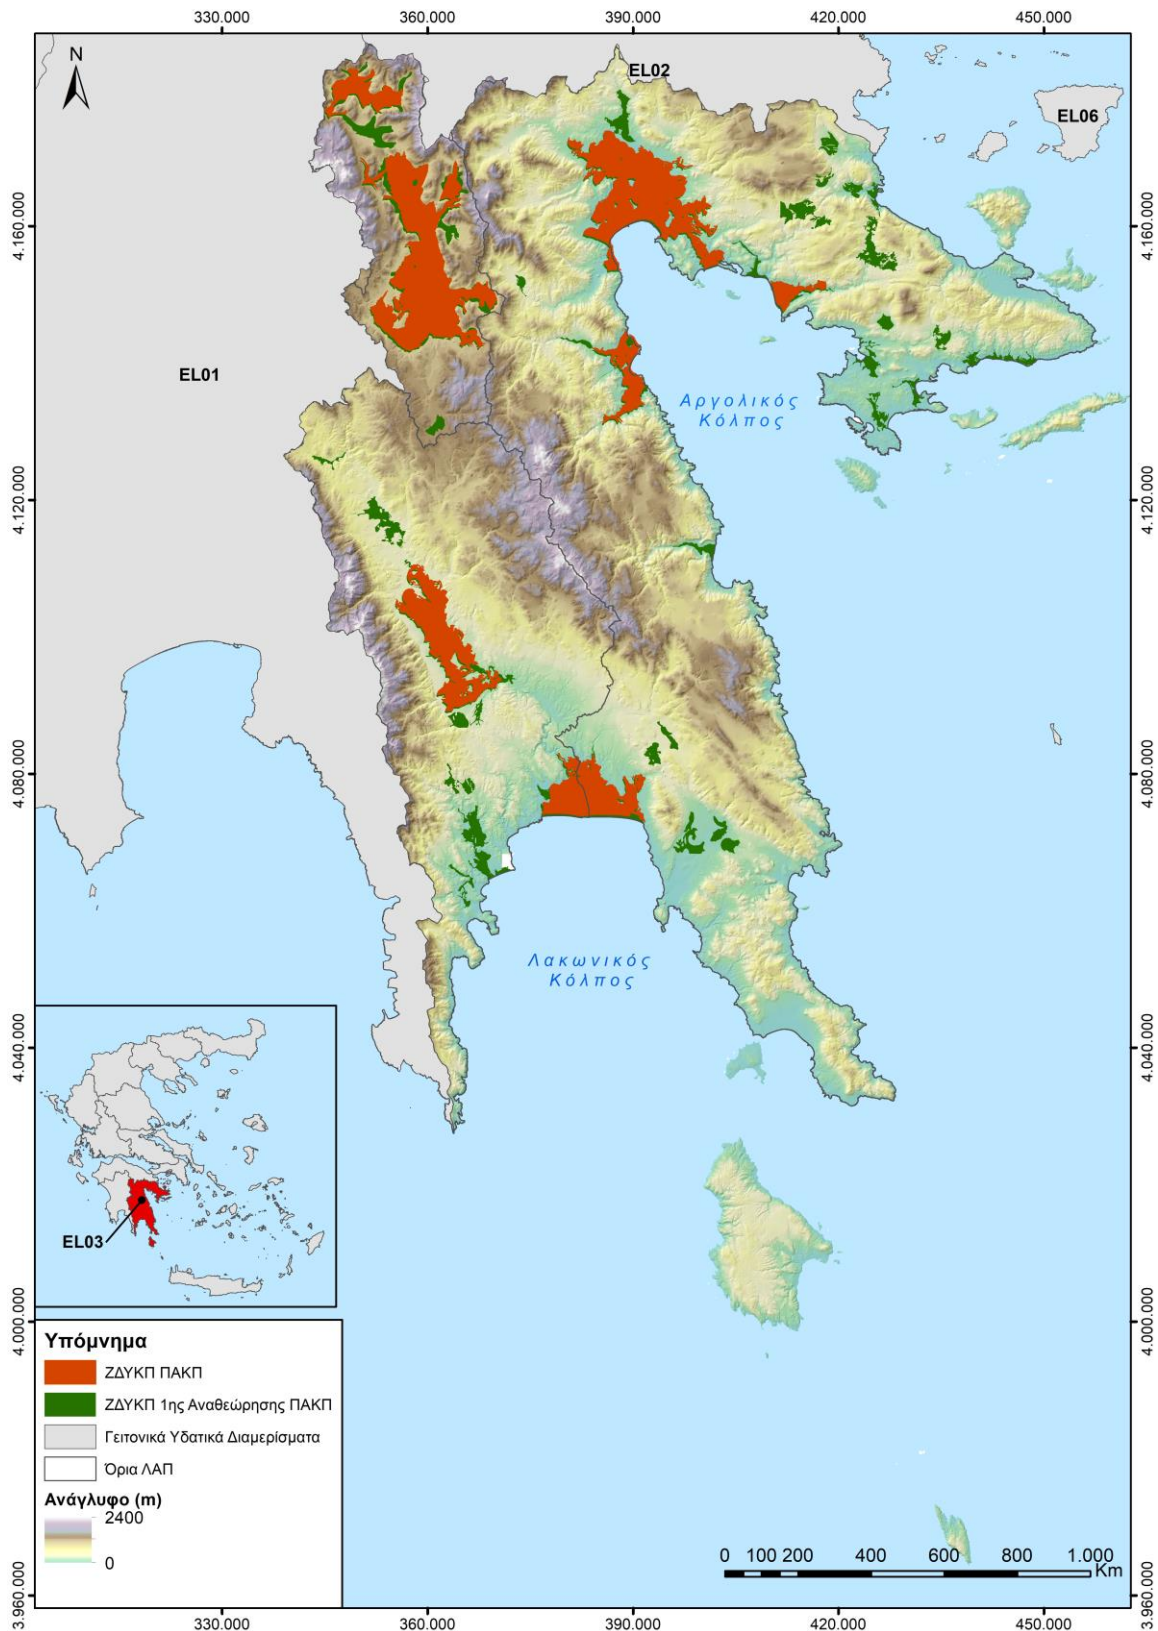 330.000 360.000 390.000 420.000 450.000
N
EL02
EL06
EL01
4.160.000 4.160.000
Αργολικός
Κόλπος
4.120.000 4.120.000
4.080.000 4.080.000
Λακωνικός
Κόλπος
4.040.000 4.040.000
EL03
4.000.000 4.000.000
Υπόμνημα
ΖΔΥΚΠ ΠΑΚΠ
ΖΔΥΚΠ 1ης Αναθεώρησης ΠΑΚΠ
Γειτονικά Υδατικά Διαμερίσματα
Όρια ΛΑΠ
Ανάγλυφο (m)
2400
0
0 100 200 400 600 800 1.000
Km
3.960.000 3.960.000
330.000 360.000 390.000 420.000 450.000